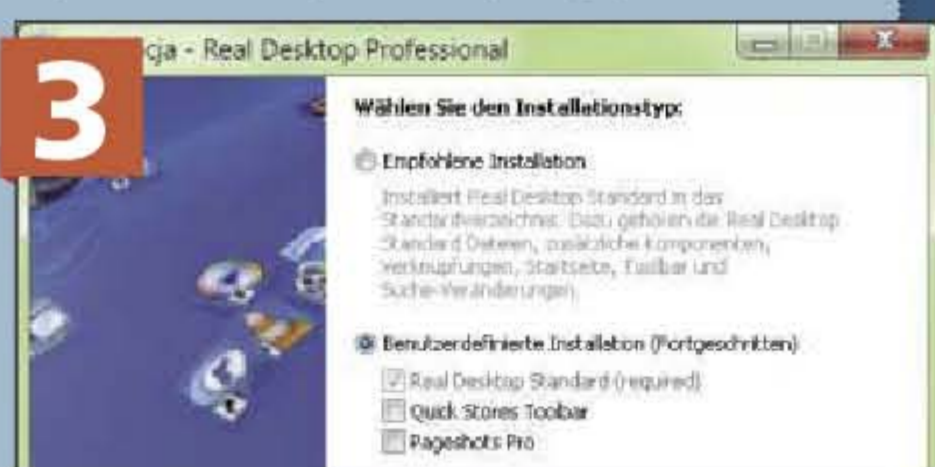 3
cja - Real Desktop Professional
Wählen Sie den Installationstyp:
Empfohlene Installation
Installiert Real Desktop Standard in das
Standardverzeichnis. Dazu gehören die Real Desktop
Standard Dateien, zusätzliche Komponenten,
Verknüpfungen, Startseite, Toolbar und
Suche-Veränderungen.
Benutzerdefinierte Installation (Fortgeschritten)
Real Desktop Standard (required)
Quick Stores Toolbar
Pageshots Pro